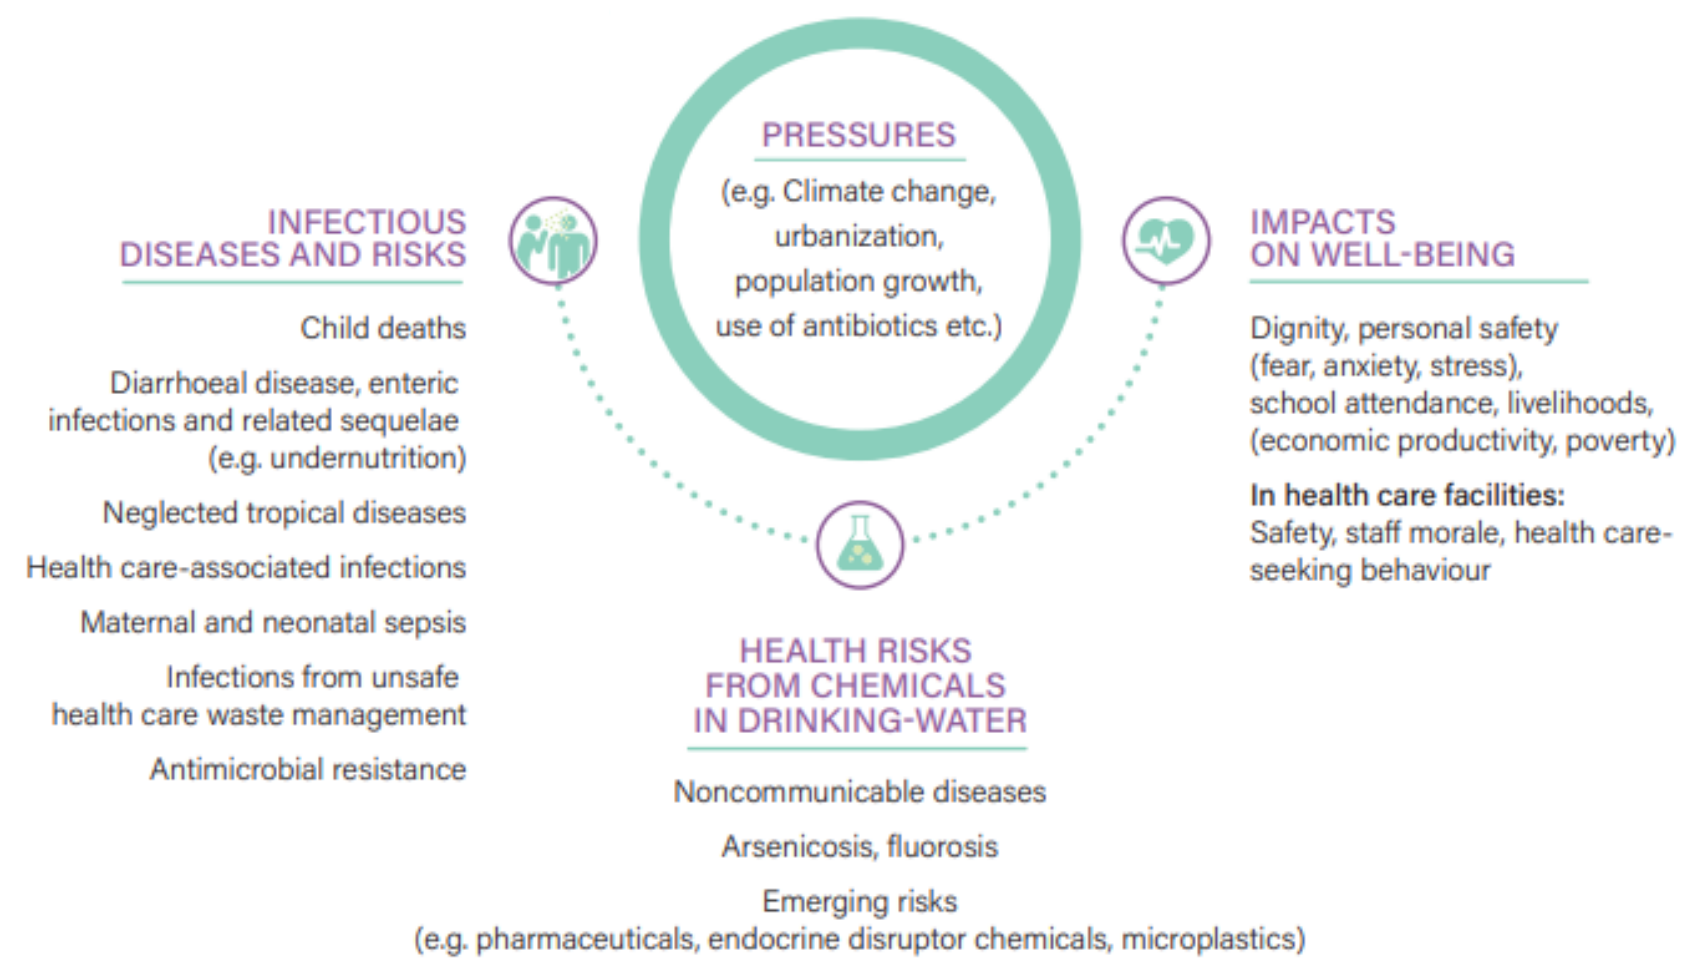 PRESSURES
(e.g. Climate change,
urbanization,
population growth,
use of antibiotics etc.)
INFECTIOUS
DISEASES AND RISKS
Child deaths
Diarrhoeal disease, enteric
infections and related sequelae
(e.g. undernutrition)
Neglected tropical diseases
Health care-associated infections
Maternal and neonatal sepsis
Infections from unsafe
health care waste management
Antimicrobial resistance
IMPACTS
ON WELL-BEING
Dignity, personal safety
(fear, anxiety, stress),
school attendance, livelihoods,
(economic productivity, poverty)
In health care facilities:
Safety, staff morale, health care-
seeking behaviour
HEALTH RISKS
FROM CHEMICALS
IN DRINKING-WATER
Noncommunicable diseases
Arsenicosis, fluorosis
Emerging risks
(e.g. pharmaceuticals, endocrine disruptor chemicals, microplastics)